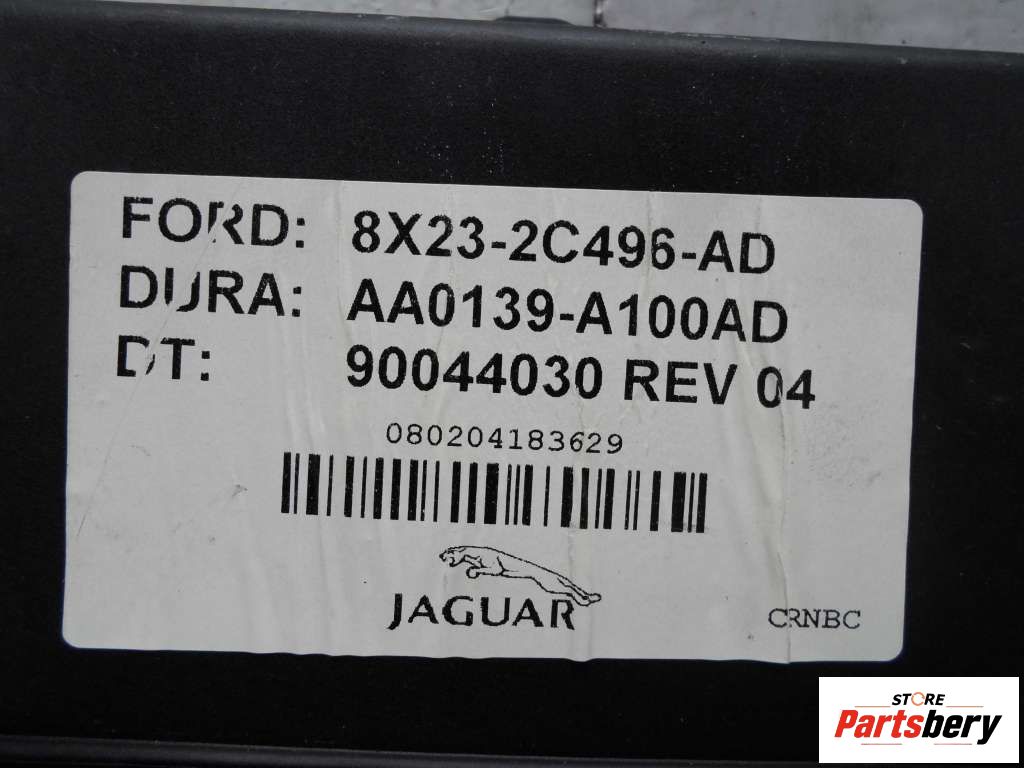 FORD: 8X23-2C496-AD
DURA: AA0139-A100AD
DT: 90044030 REV 04
080204183629
JAGUAR
CRNBC
STORE
Partsbery